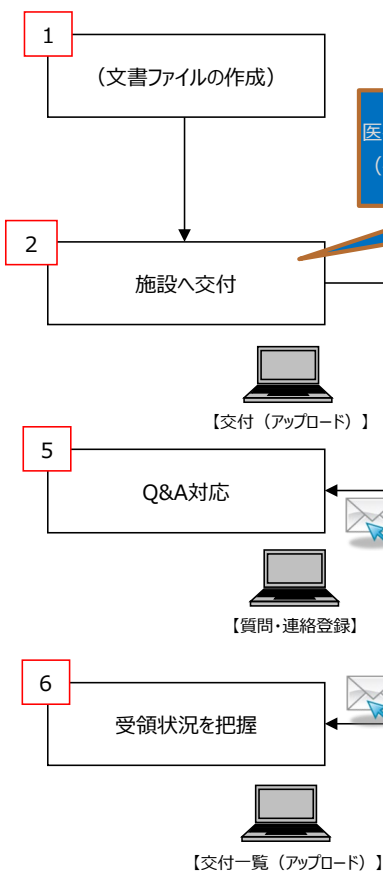 1
（文書ファイルの作成）
医
（
2
施設へ交付
【交付（アップロード）】
5
Q&A対応
【質問・連絡登録】
6
受領状況を把握
【交付一覧（アップロード）】